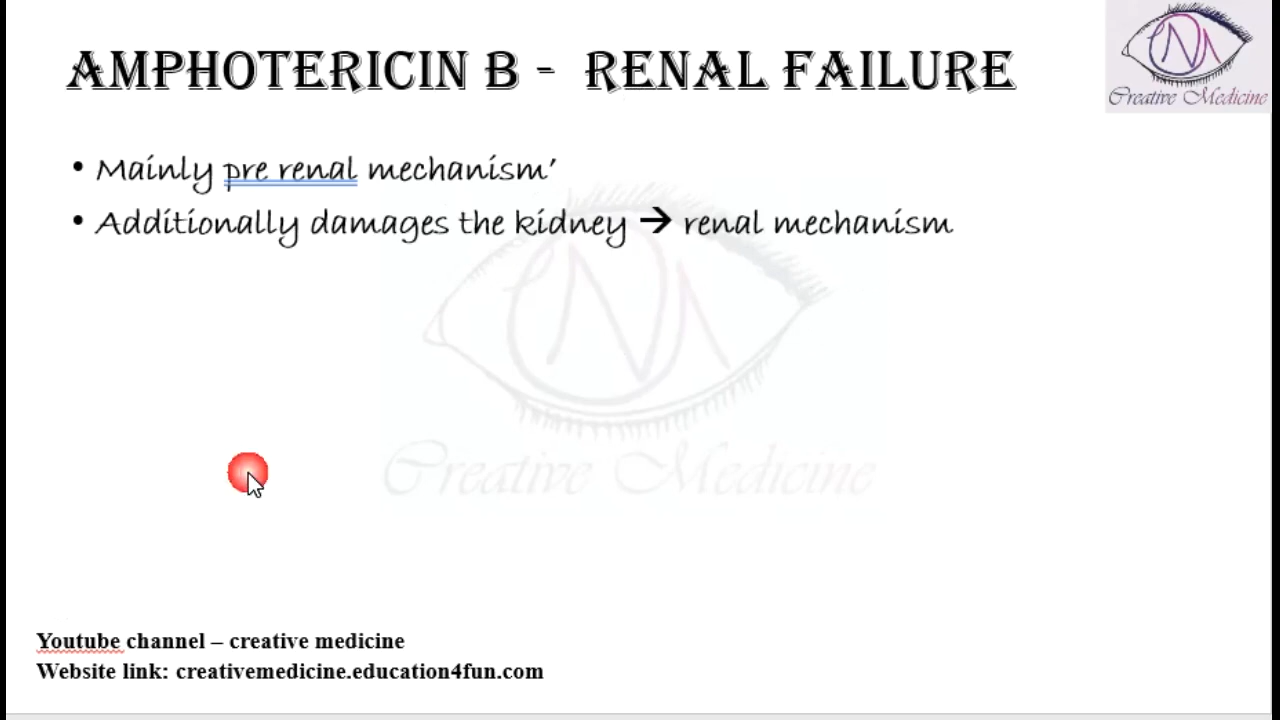 AMPHOTERICIN B - RENAL FAILURE
Creative Medicine
• Mainly pre renal mechanism’
• Additionally damages the kidney → renal mechanism
Creative Medicine
Youtube channel – creative medicine
Website link: creativemedicine.education4fun.com